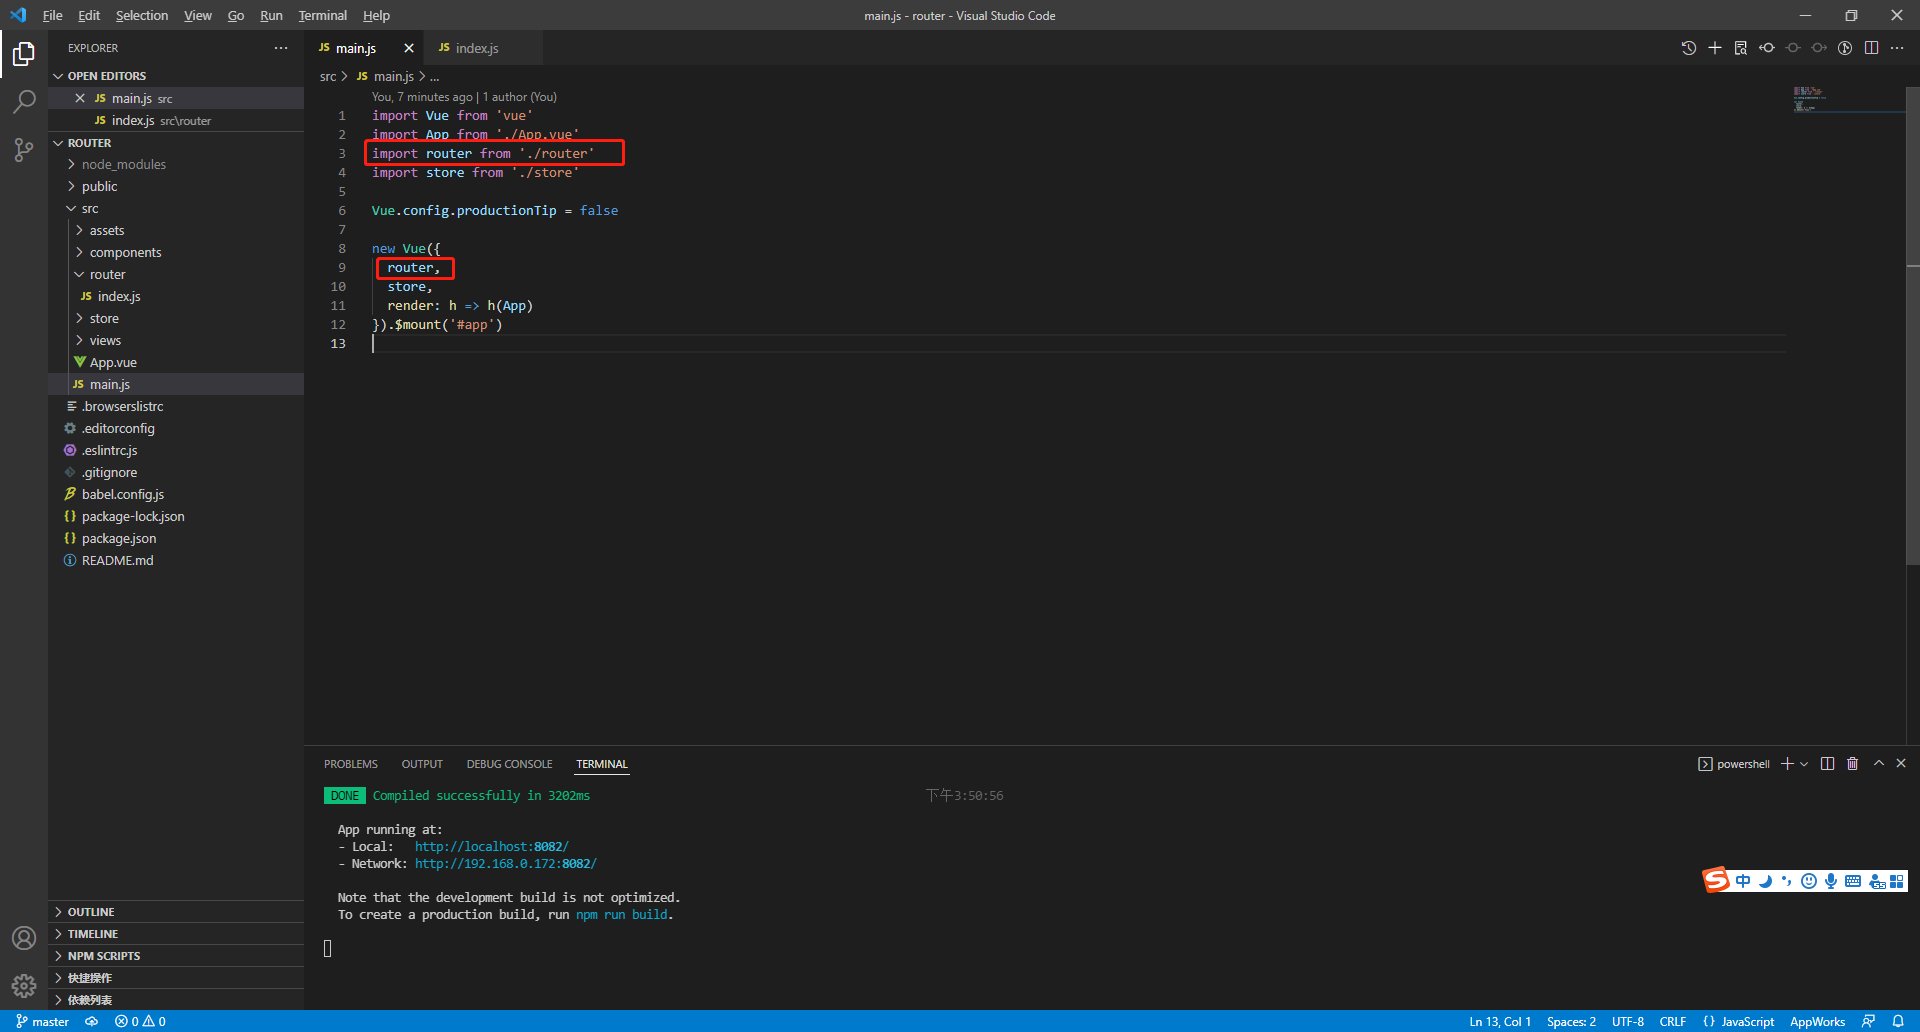 File Edit Selection View Go Run Terminal Help
main.js - router - Visual Studio Code
EXPLORER
OPEN EDITORS
JS main.js src
JS index.js src\router
ROUTER
node_modules
public
src
assets
components
router
JS index.js
store
views
App.vue
JS main.js
.browserslistrc
.editorconfig
.eslintrc.js
.gitignore
babel.config.js
{} package-lock.json
{} package.json
README.md
OUTLINE
TIMELINE
NPM SCRIPTS
快捷操作
依赖列表
JS main.js
JS index.js
src > JS main.js > ...
You, 7 minutes ago | 1 author (You)
1 import Vue from 'vue'
2 import App from './App.vue'
3 import router from './router'
4 import store from './store'
5
6 Vue.config.productionTip = false
7
8 new Vue({
9 router,
10 store,
11 render: h => h(App)
12 }).$mount('#app')
13
PROBLEMS OUTPUT DEBUG CONSOLE TERMINAL
powershell
DONE Compiled successfully in 3202ms 下午3:50:56
App running at:
- Local: http://localhost:8082/
- Network: http://192.168.0.172:8082/
Note that the development build is not optimized.
To create a production build, run npm run build.
S 中
master 0 0
Ln 13, Col 1 Spaces: 2 UTF-8 CRLF {} JavaScript AppWorks